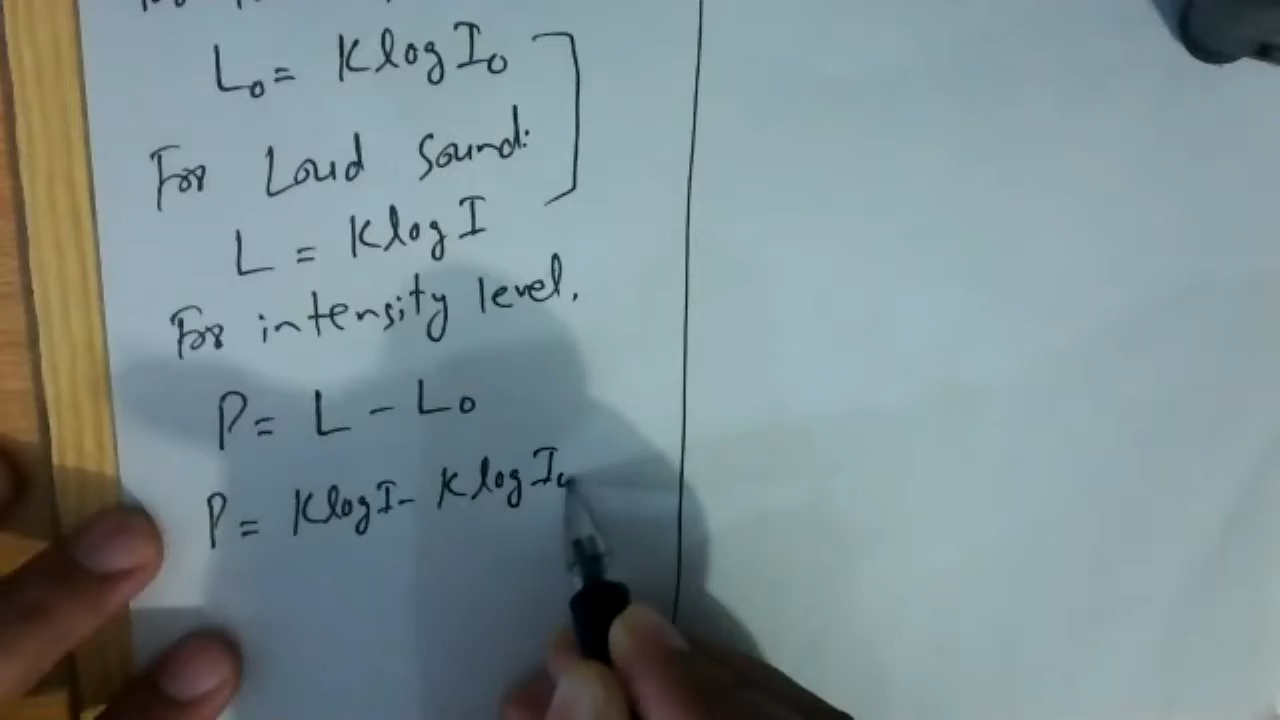 L₀ = K log I₀
For Loud Sound:
L = K log I
For intensity level,
P = L - L₀
P = K log I - K log I₀